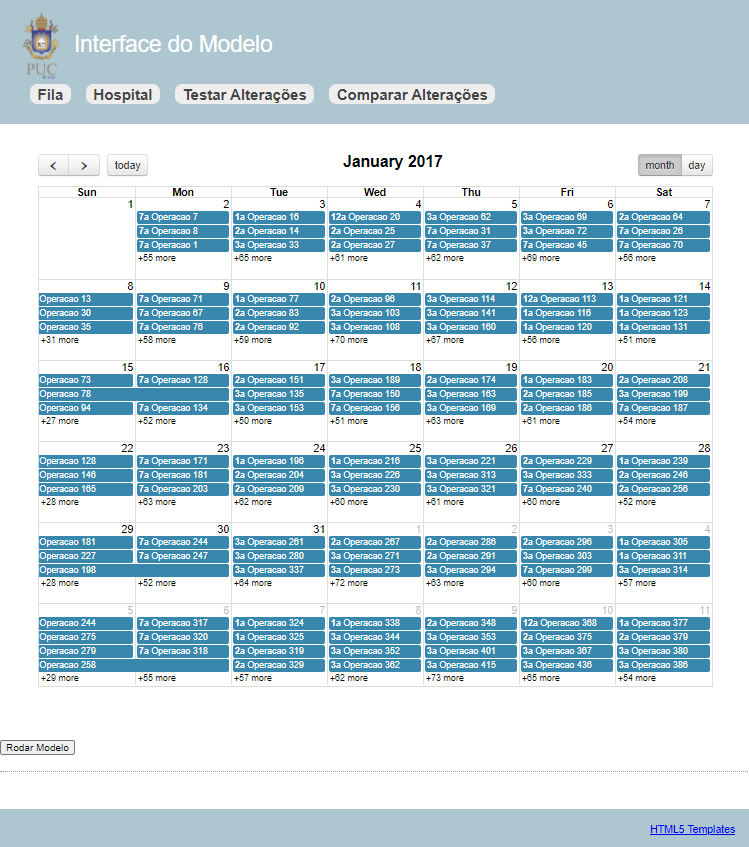 Interface do Modelo
PUC
RIO
Fila Hospital Testar Alterações Comparar Alterações
today January 2017 month day
Sun Mon Tue Wed Thu Fri Sat
1 2 3 4 5 6 7
7a Operacao 7 1a Operacao 16 12a Operacao 20 3a Operacao 62 3a Operacao 69 2a Operacao 64
7a Operacao 8 2a Operacao 14 2a Operacao 25 7a Operacao 31 3a Operacao 72 7a Operacao 26
7a Operacao 1 3a Operacao 33 2a Operacao 27 7a Operacao 37 7a Operacao 45 7a Operacao 70
+55 more +65 more +61 more +62 more +69 more +56 more
8 9 10 11 12 13 14
Operacao 13 7a Operacao 71 1a Operacao 77 2a Operacao 96 3a Operacao 114 12a Operacao 113 1a Operacao 121
Operacao 30 7a Operacao 67 2a Operacao 83 3a Operacao 103 3a Operacao 141 1a Operacao 116 1a Operacao 123
Operacao 35 7a Operacao 76 2a Operacao 92 3a Operacao 108 3a Operacao 160 1a Operacao 120 1a Operacao 131
+31 more +58 more +59 more +70 more +67 more +56 more +51 more
15 16 17 18 19 20 21
Operacao 73 7a Operacao 128 2a Operacao 151 3a Operacao 189 2a Operacao 174 1a Operacao 183 2a Operacao 208
Operacao 78 3a Operacao 135 7a Operacao 150 3a Operacao 163 2a Operacao 185 3a Operacao 199
Operacao 94 7a Operacao 134 3a Operacao 153 7a Operacao 156 3a Operacao 169 2a Operacao 186 7a Operacao 187
+27 more +52 more +50 more +51 more +63 more +61 more +54 more
22 23 24 25 26 27 28
Operacao 128 7a Operacao 171 1a Operacao 196 1a Operacao 216 3a Operacao 221 2a Operacao 229 1a Operacao 239
Operacao 146 7a Operacao 181 2a Operacao 204 3a Operacao 226 3a Operacao 313 3a Operacao 333 2a Operacao 246
Operacao 165 7a Operacao 203 2a Operacao 209 3a Operacao 230 3a Operacao 321 7a Operacao 240 2a Operacao 256
+28 more +63 more +62 more +60 more +61 more +60 more +52 more
29 30 31 1 2 3 4
Operacao 181 7a Operacao 244 3a Operacao 261 2a Operacao 267 2a Operacao 286 2a Operacao 296 1a Operacao 305
Operacao 227 7a Operacao 247 3a Operacao 280 3a Operacao 271 2a Operacao 291 3a Operacao 303 1a Operacao 311
Operacao 198 3a Operacao 337 3a Operacao 273 3a Operacao 294 7a Operacao 299 3a Operacao 314
+28 more +52 more +64 more +72 more +63 more +60 more +57 more
5 6 7 8 9 10 11
Operacao 244 7a Operacao 317 1a Operacao 324 1a Operacao 338 2a Operacao 348 12a Operacao 368 1a Operacao 377
Operacao 275 7a Operacao 320 1a Operacao 325 3a Operacao 344 3a Operacao 353 2a Operacao 375 2a Operacao 379
Operacao 279 7a Operacao 318 2a Operacao 319 3a Operacao 352 3a Operacao 401 3a Operacao 367 3a Operacao 380
Operacao 258 2a Operacao 329 3a Operacao 362 3a Operacao 415 3a Operacao 436 3a Operacao 386
+29 more +55 more +57 more +62 more +73 more +65 more +54 more
Rodar Modelo
HTML5 Templates